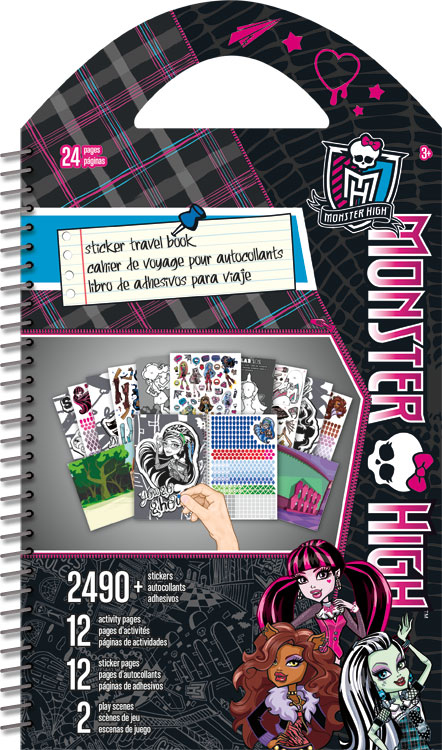 24 pages
páginas
3+
MONSTER HIGH
sticker travel book
cahier de voyage pour autocollants
libro de adhesivos para viaje
MONSTER HIGH™
2490+ stickers
autocollants
adhesivos
12 activity pages
pages d'activités
páginas de actividades
12 sticker pages
pages d'autocollants
páginas de adhesivos
2 play scenes
scènes de jeu
escenas de juego